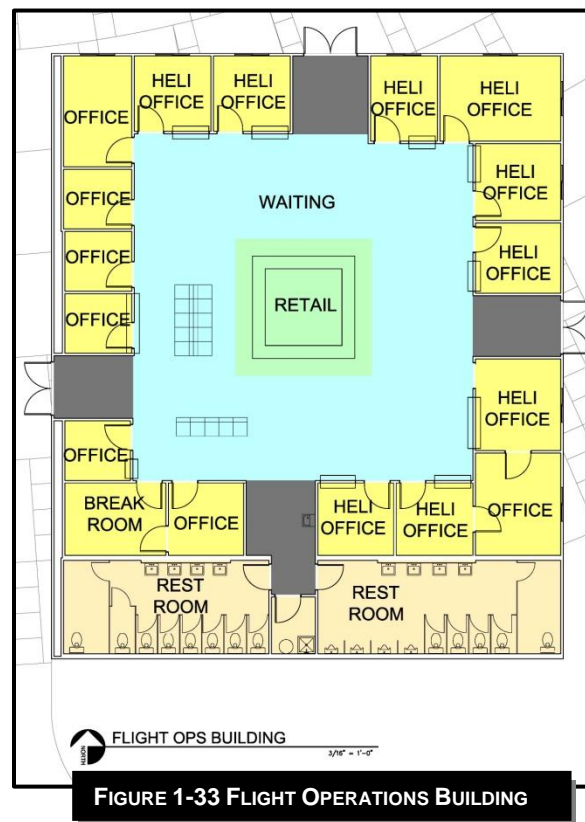 HELI
OFFICE
HELI
OFFICE
HELI
OFFICE
HELI
OFFICE
OFFICE
HELI
OFFICE
OFFICE
WAITING
HELI
OFFICE
OFFICE
RETAIL
OFFICE
HELI
OFFICE
OFFICE
BREAK
ROOM
OFFICE
HELI
OFFICE
HELI
OFFICE
OFFICE
REST
ROOM
REST
ROOM
NORTH
FLIGHT OPS BUILDING
3/16" = 1'-0"
FIGURE 1-33 FLIGHT OPERATIONS BUILDING